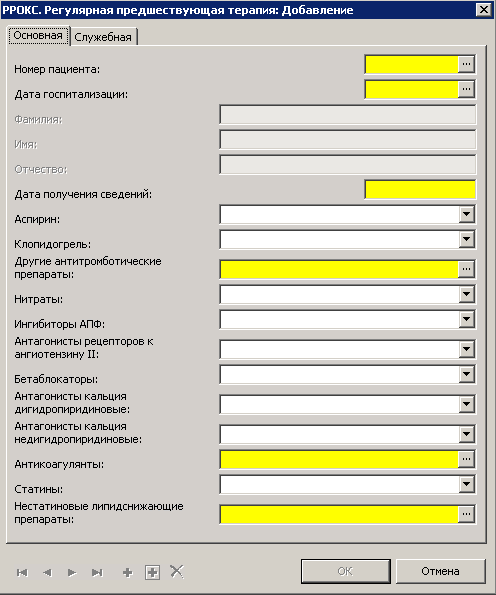 РРОКС. Регулярная предшествующая терапия: Добавление
Основная Служебная
Номер пациента:
Дата госпитализации:
Фамилия:
Имя:
Отчество:
Дата получения сведений:
Аспирин:
Клопидогрель:
Другие антитромботические
препараты:
Нитраты:
Ингибиторы АПФ:
Антагонисты рецепторов к
ангиотензину II:
Бетаблокаторы:
Антагонисты кальция
дигидропиридиновые:
Антагонисты кальция
недигидропиридиновые:
Антикоагулянты:
Статины:
Нестатиновые липидснижающие
препараты:
ОК Отмена